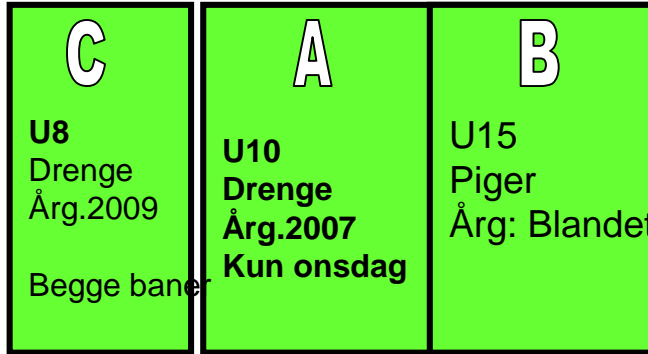 C
U8
Drenge
Årg.2009
Begge baner
A
U10
Drenge
Årg.2007
Kun onsdag
B
U15
Piger
Årg: Blandet